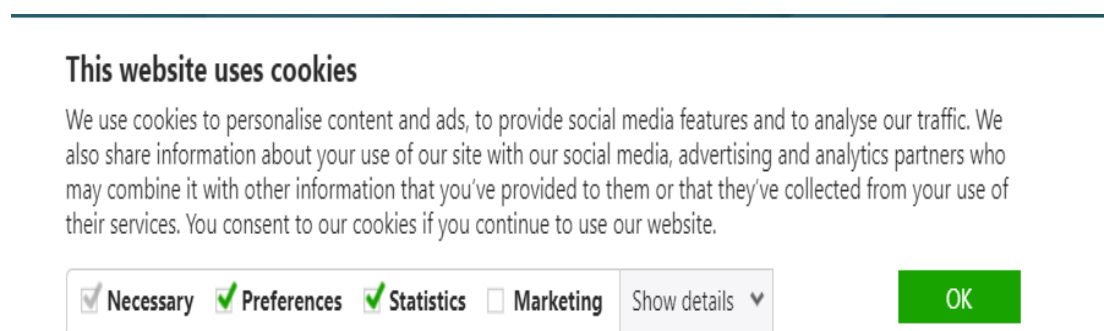 This website uses cookies
We use cookies to personalise content and ads, to provide social media features and to analyse our traffic. We
also share information about your use of our site with our social media, advertising and analytics partners who
may combine it with other information that you've provided to them or that they've collected from your use of
their services. You consent to our cookies if you continue to use our website.
Necessary Preferences Statistics Marketing Show details OK